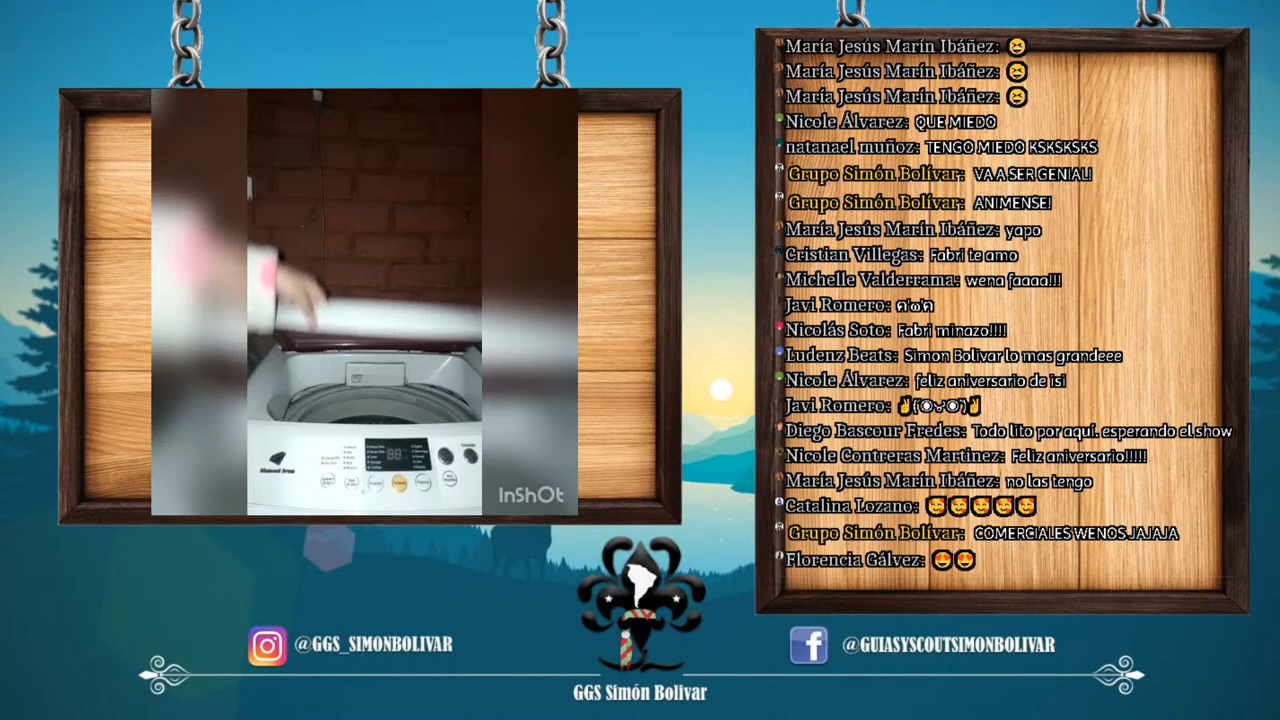 María Jesús Marín Ibáñez: 😆
María Jesús Marín Ibáñez: 😆
María Jesús Marín Ibáñez: 😆
Nicole Álvarez: QUE MIEDO
natanael muñoz: TENGO MIEDO KSKSKSKS
Grupo Simón Bolívar: VA A SER GENIAL!
Grupo Simón Bolívar: ANIMENSE!
María Jesús Marín Ibáñez: yapo
Cristian Villegas: Fabri te amo
Michelle Valderrama: wena faaaa!!!
Javi Romero: ฅ'ω'ฅ
Nicolás Soto: Fabri minazo!!!!
Ludenz Beats: Simon Bolivar lo mas grandeee
Nicole Álvarez: feliz aniversario de isi
Javi Romero:
Diego Bascour Fredes: Todo lito por aquí. esperando el show
Nicole Contreras Martinez: Feliz aniversario!!!!!
María Jesús Marín Ibáñez: no las tengo
Catalina Lozano: 🥰🥰🥰🥰🥰
Grupo Simón Bolívar: COMERCIALES WENOS JAJAJA
Florencia Gálvez: 😍😍
Diamond Drum
InShOt
@GGS_SIMONBOLIVAR
@GUIASYSCOUTSIMONBOLIVAR
GGS Simón Bolivar